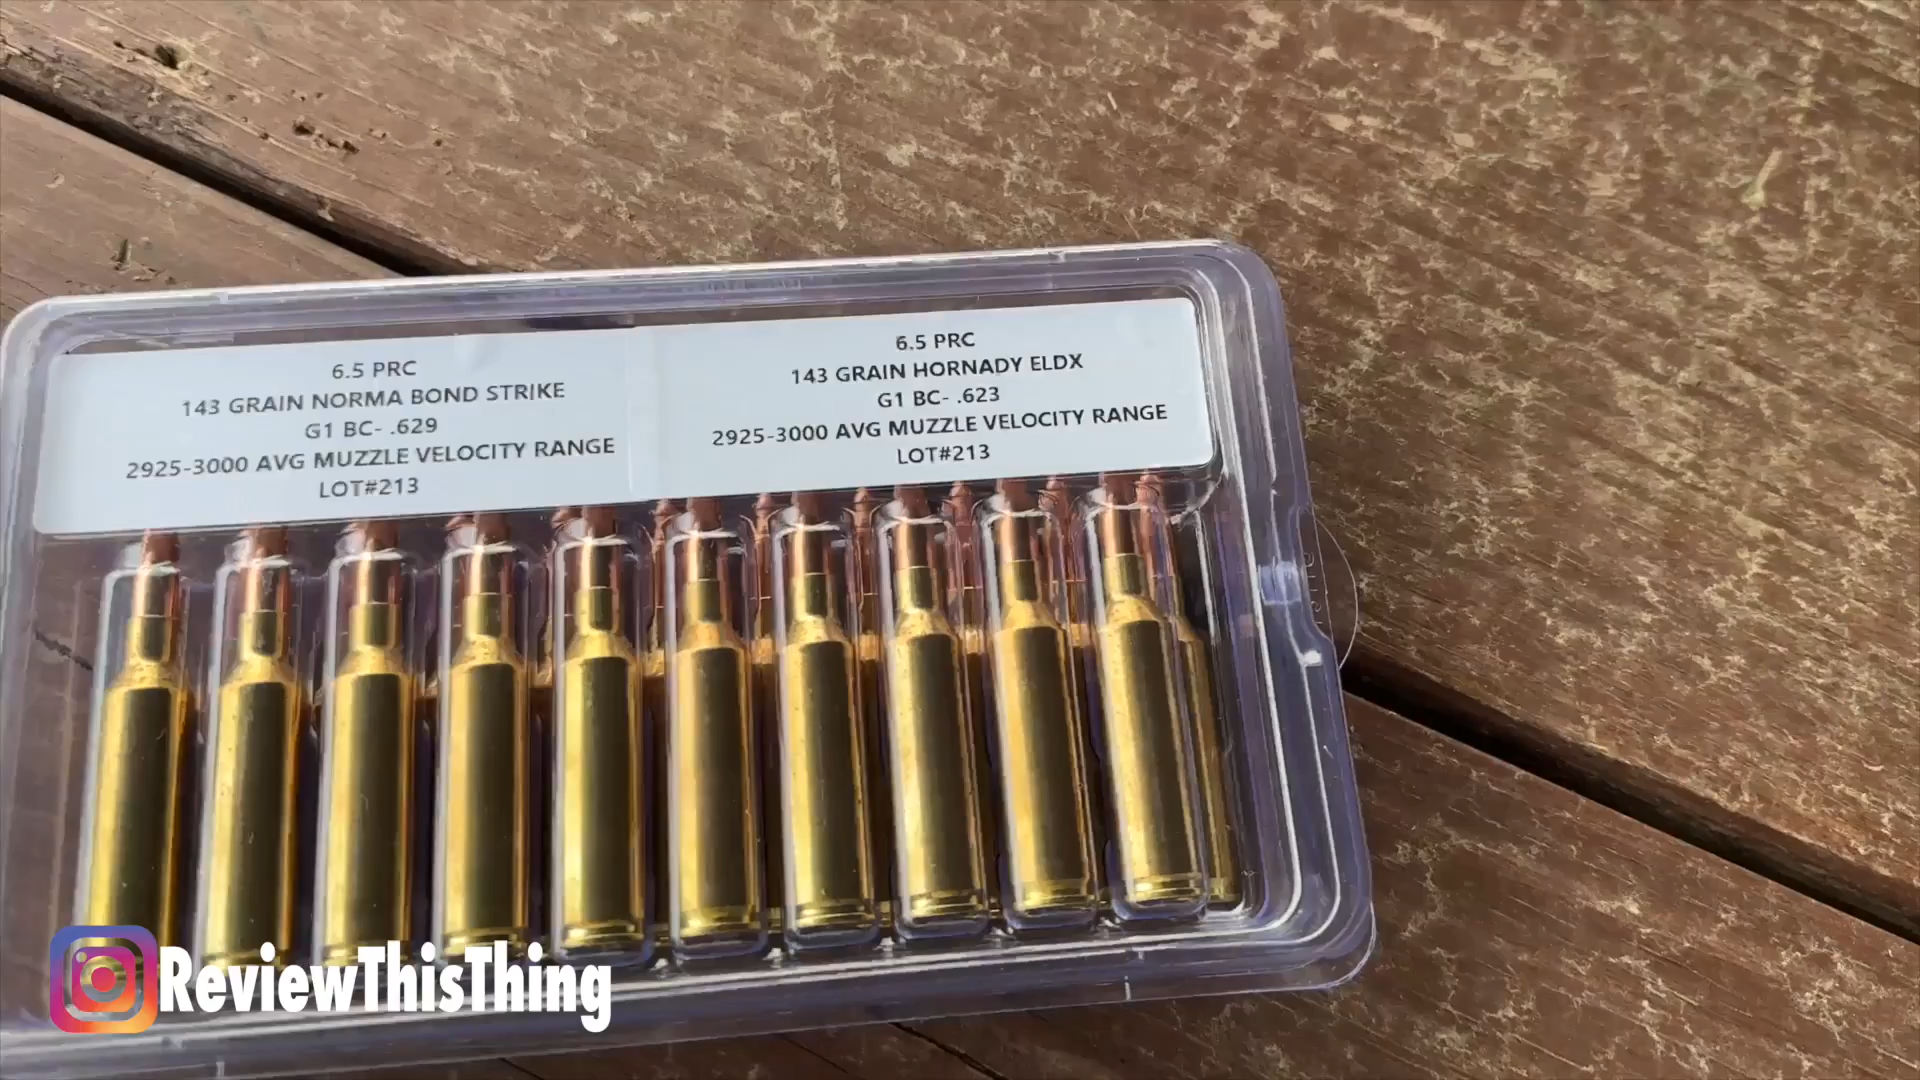 6.5 PRC
143 GRAIN NORMA BOND STRIKE
G1 BC- .629
2925-3000 AVG MUZZLE VELOCITY RANGE
LOT#213
6.5 PRC
143 GRAIN HORNADY ELDX
G1 BC- .623
2925-3000 AVG MUZZLE VELOCITY RANGE
LOT#213
ReviewThisThing